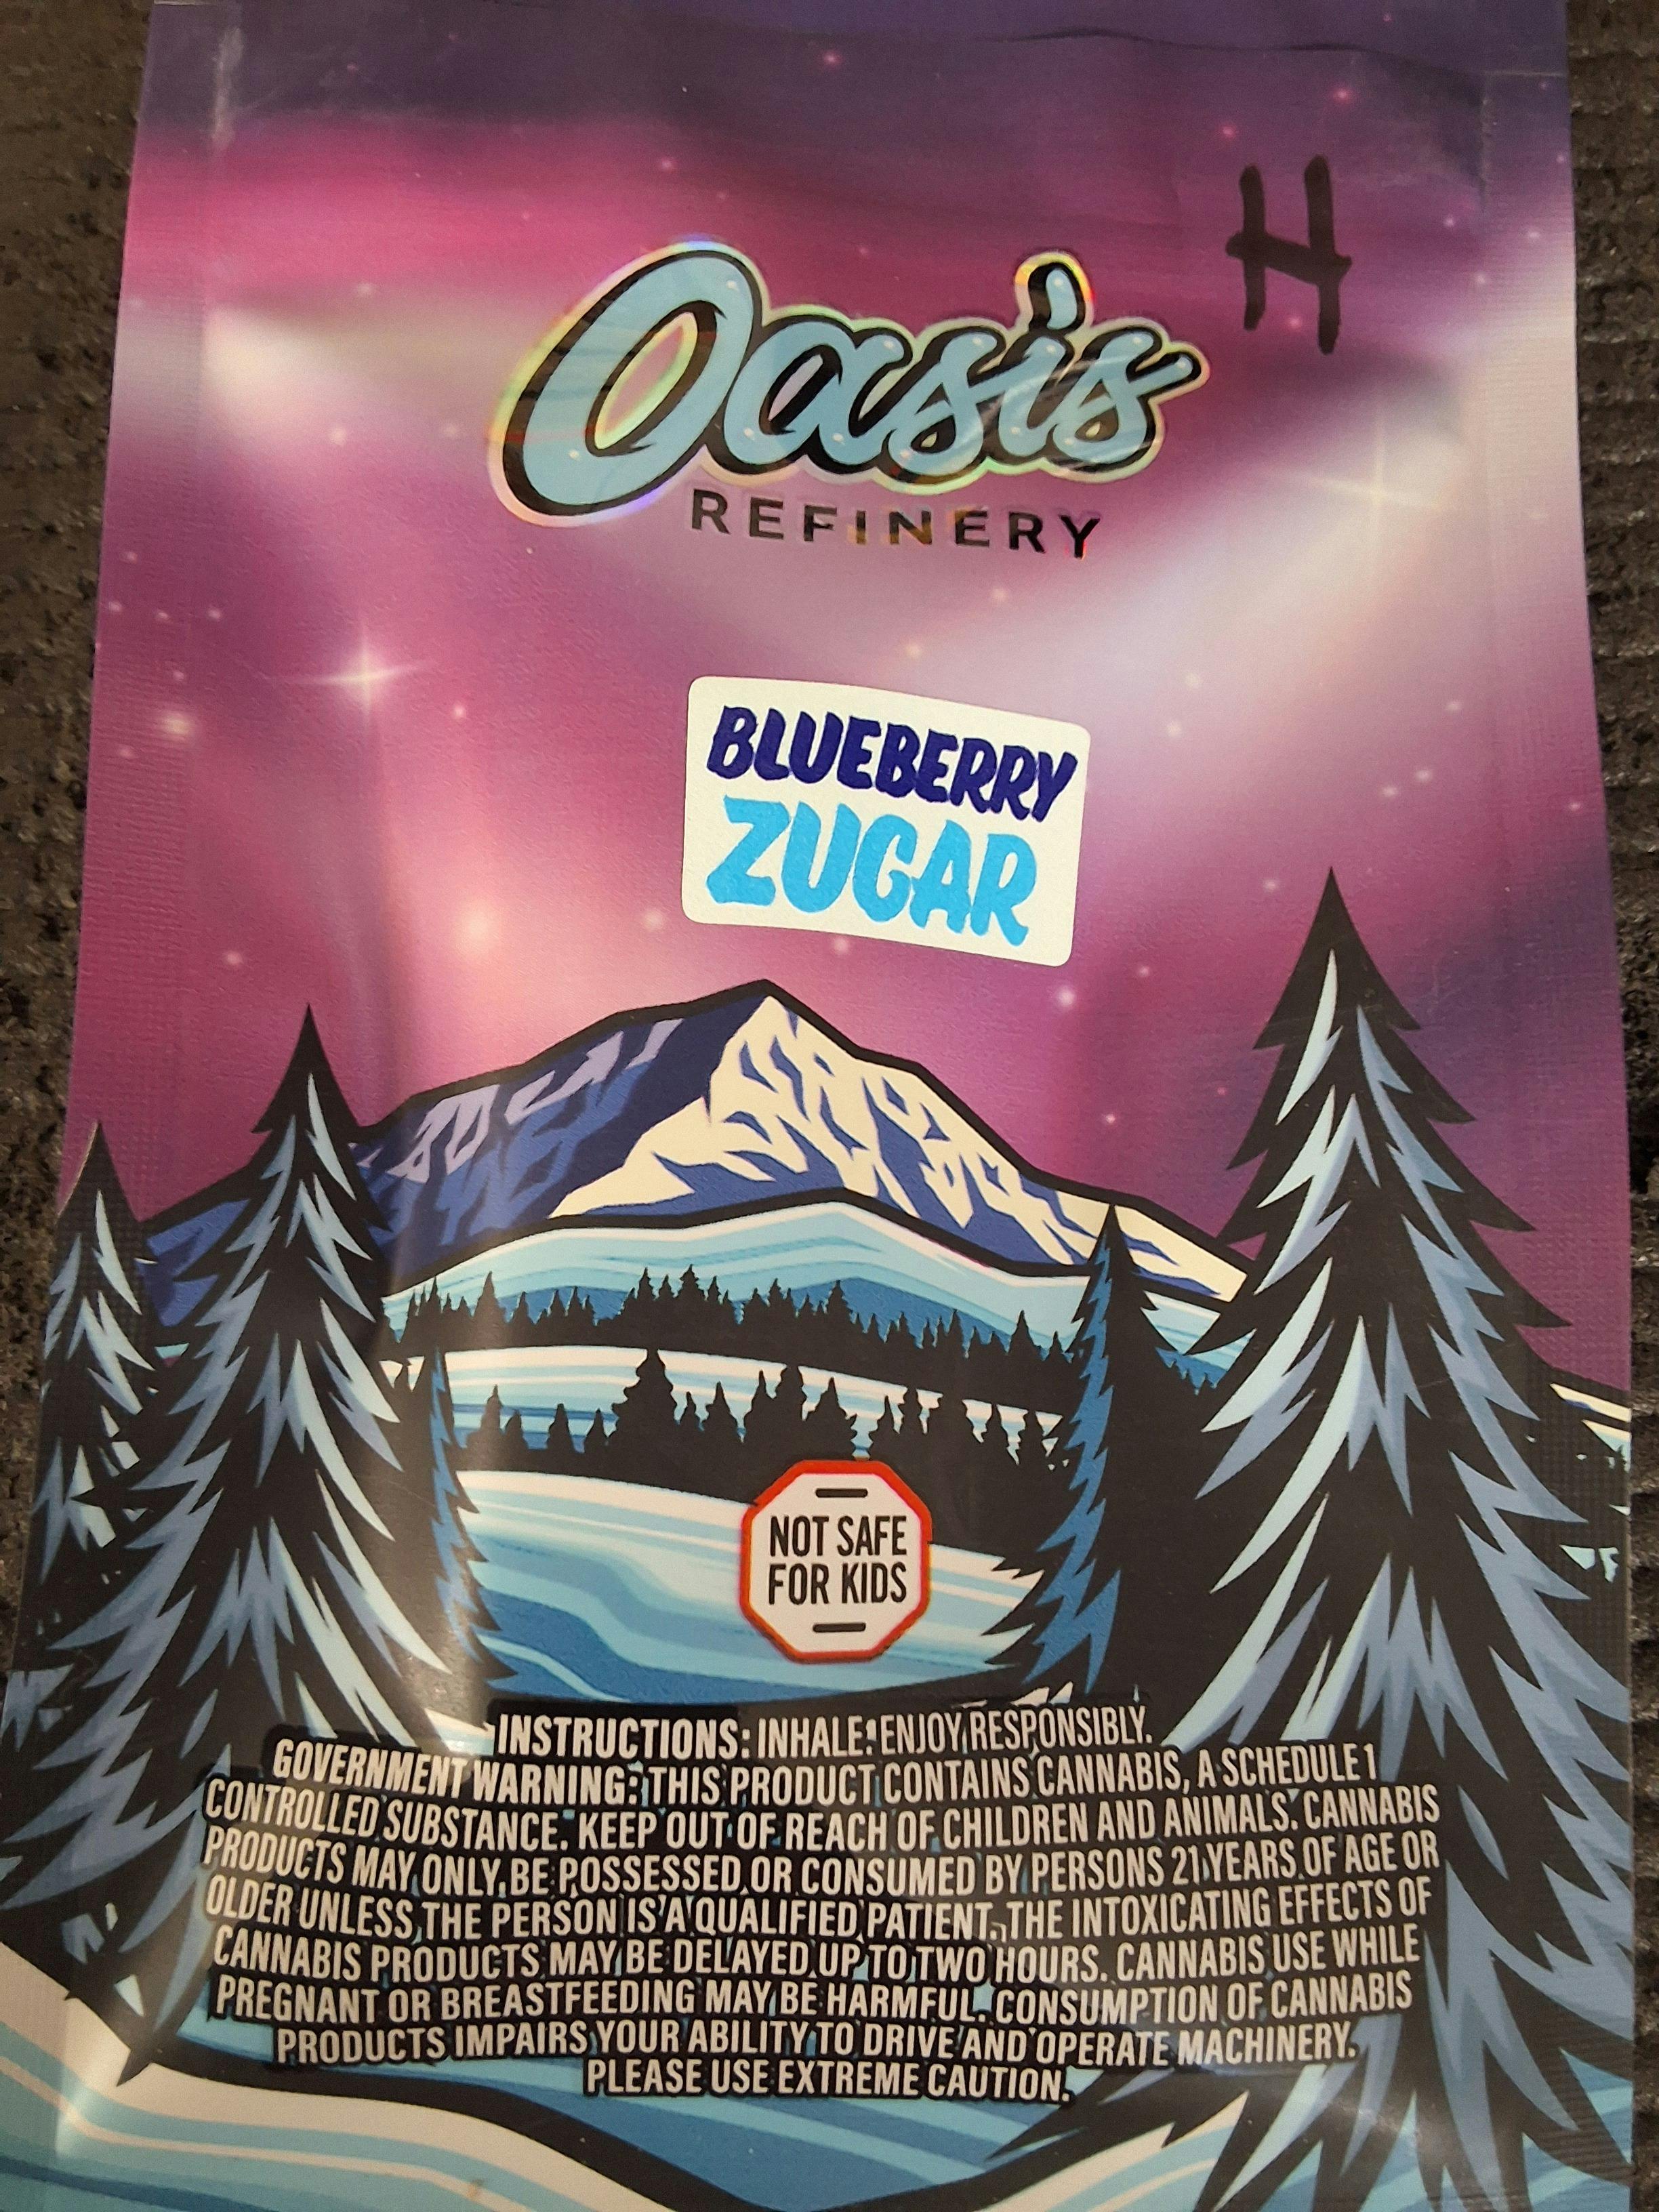 H
Oasis
REFINERY
BLUEBERRY
ZUGAR
NOT SAFE
FOR KIDS
INSTRUCTIONS: INHALE. ENJOY RESPONSIBLY.
GOVERNMENT WARNING: THIS PRODUCT CONTAINS CANNABIS, A SCHEDULE 1
CONTROLLED SUBSTANCE. KEEP OUT OF REACH OF CHILDREN AND ANIMALS. CANNABIS
PRODUCTS MAY ONLY BE POSSESSED OR CONSUMED BY PERSONS 21 YEARS OF AGE OR
OLDER UNLESS THE PERSON IS A QUALIFIED PATIENT. THE INTOXICATING EFFECTS OF
CANNABIS PRODUCTS MAY BE DELAYED UP TO TWO HOURS. CANNABIS USE WHILE
PREGNANT OR BREASTFEEDING MAY BE HARMFUL. CONSUMPTION OF CANNABIS
PRODUCTS IMPAIRS YOUR ABILITY TO DRIVE AND OPERATE MACHINERY.
PLEASE USE EXTREME CAUTION.